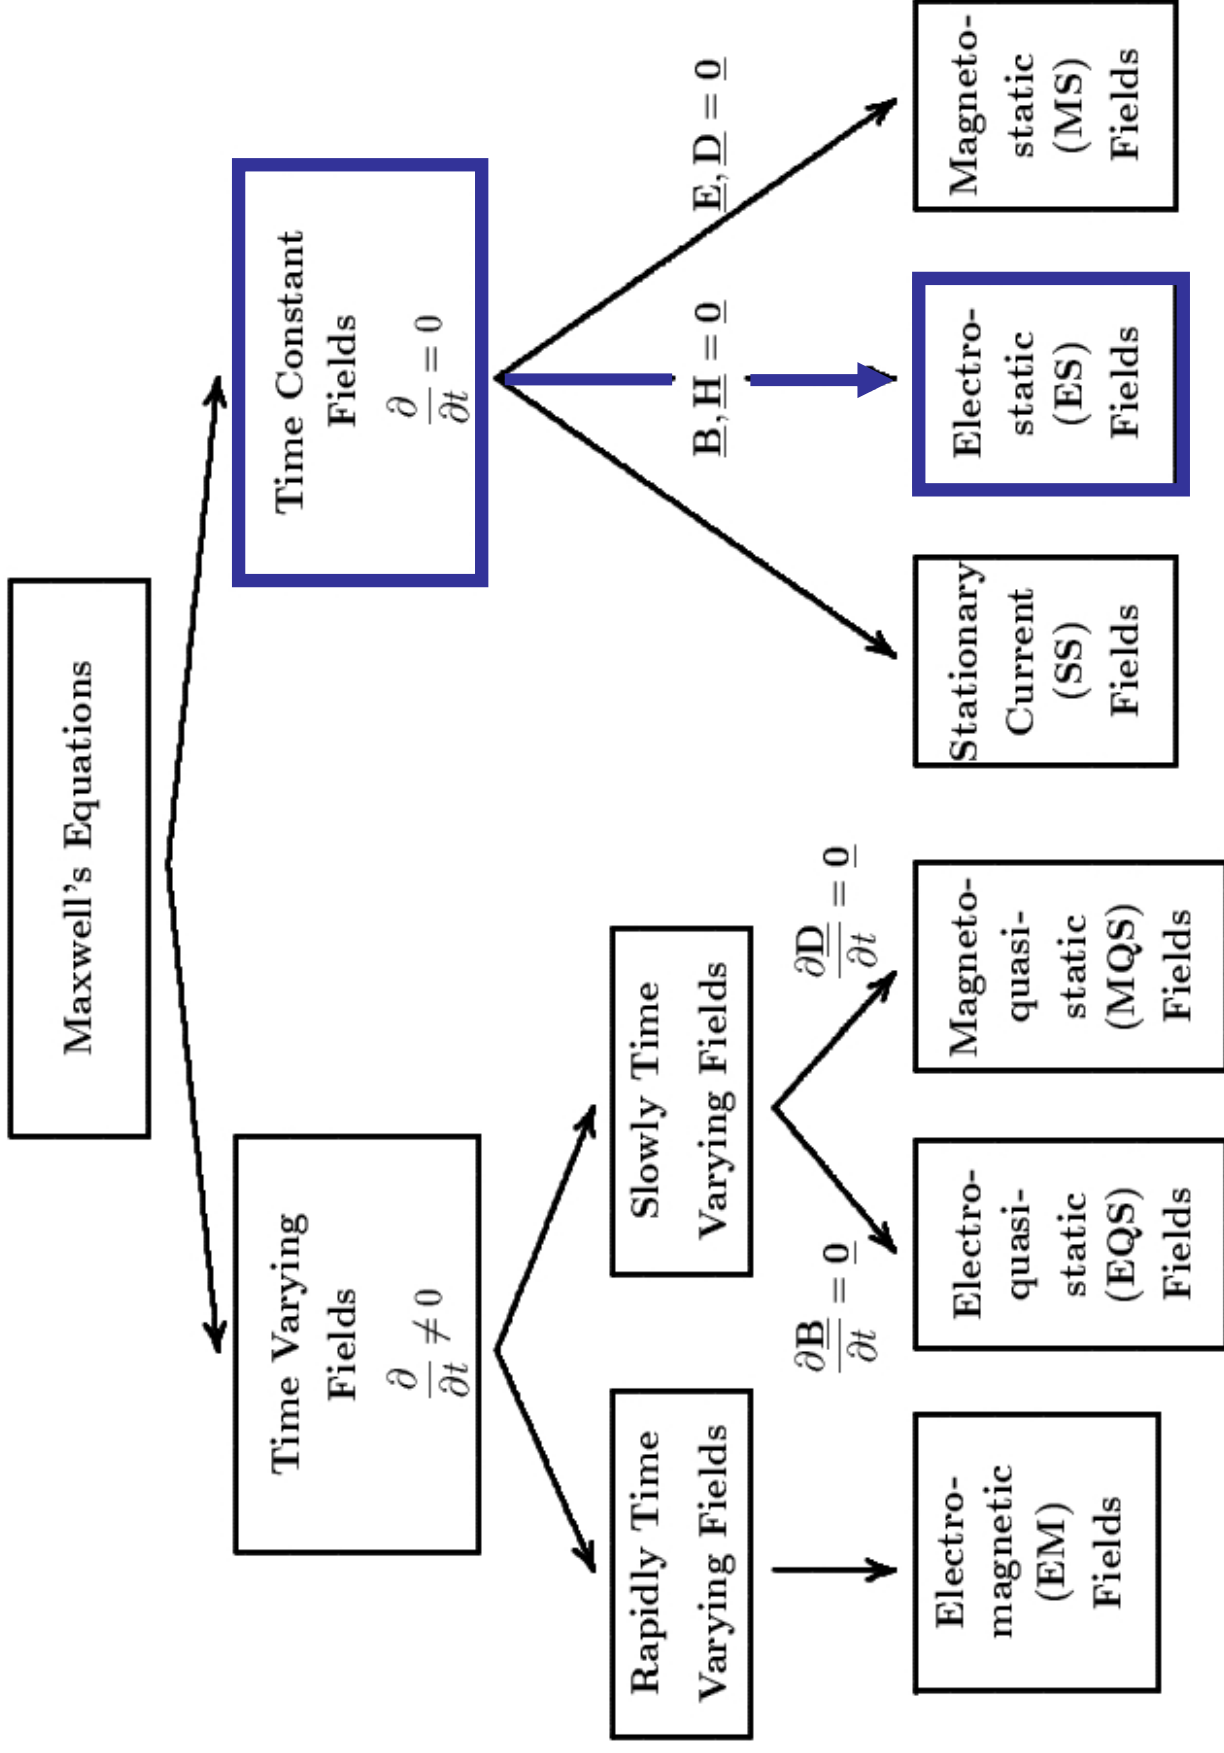 Maxwell's Equations
Time Varying
Fields
∂/∂t ≠ 0
Time Constant
Fields
∂/∂t = 0
Rapidly Time
Varying Fields
Slowly Time
Varying Fields
∂B/∂t = 0
∂D/∂t = 0
B, H = 0
E, D = 0
Electro-
magnetic
(EM)
Fields
Electro-
quasi-
static
(EQS)
Fields
Magneto-
quasi-
static
(MQS)
Fields
Stationary
Current
(SS)
Fields
Electro-
static
(ES)
Fields
Magneto-
static
(MS)
Fields